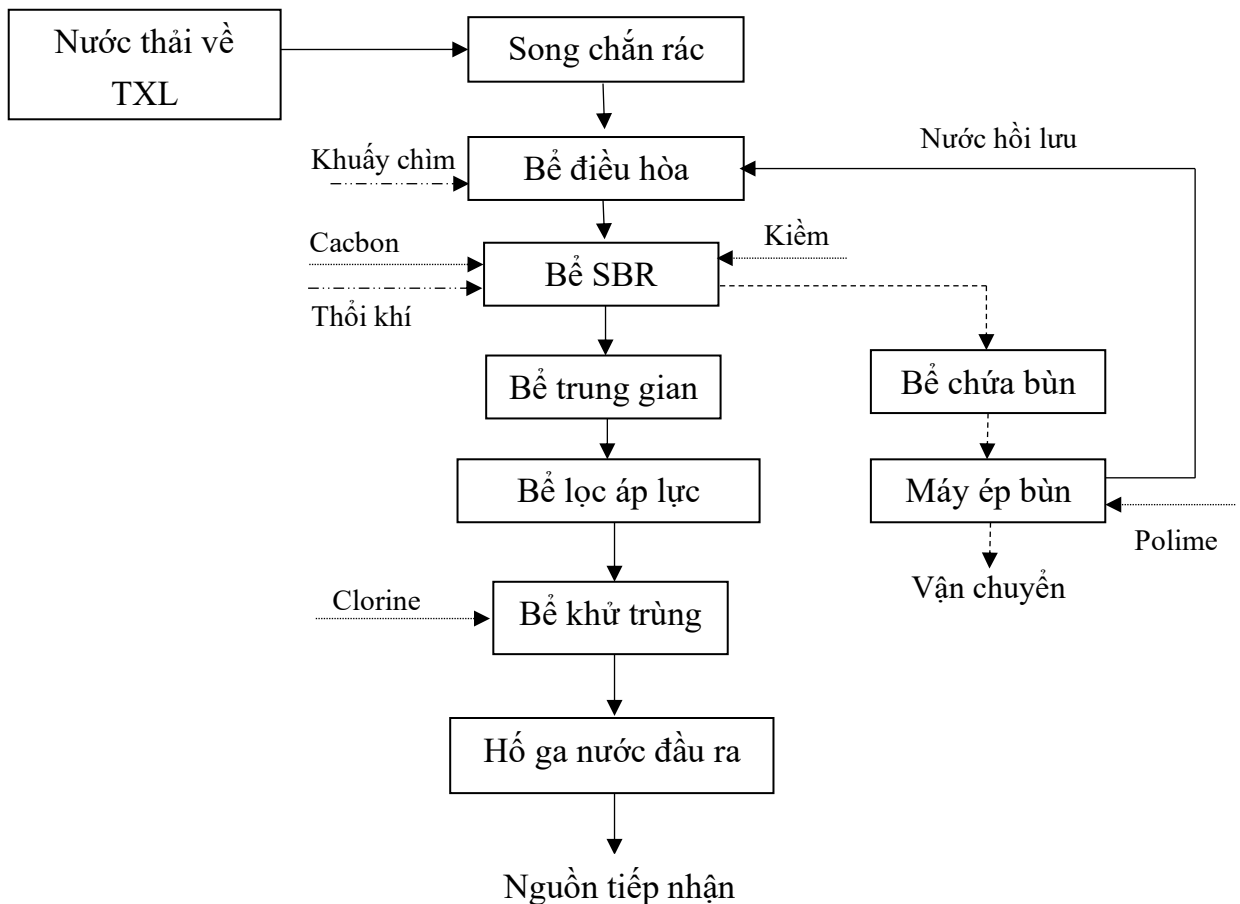 Nước thải về
TXL
Song chắn rác
Nước hồi lưu
Khuấy chìm
Bể điều hòa
Cacbon
Kiềm
Bể SBR
Thổi khí
Bể trung gian
Bể chứa bùn
Bể lọc áp lực
Máy ép bùn
Polime
Vận chuyển
Clorine
Bể khử trùng
Hố ga nước đầu ra
Nguồn tiếp nhận